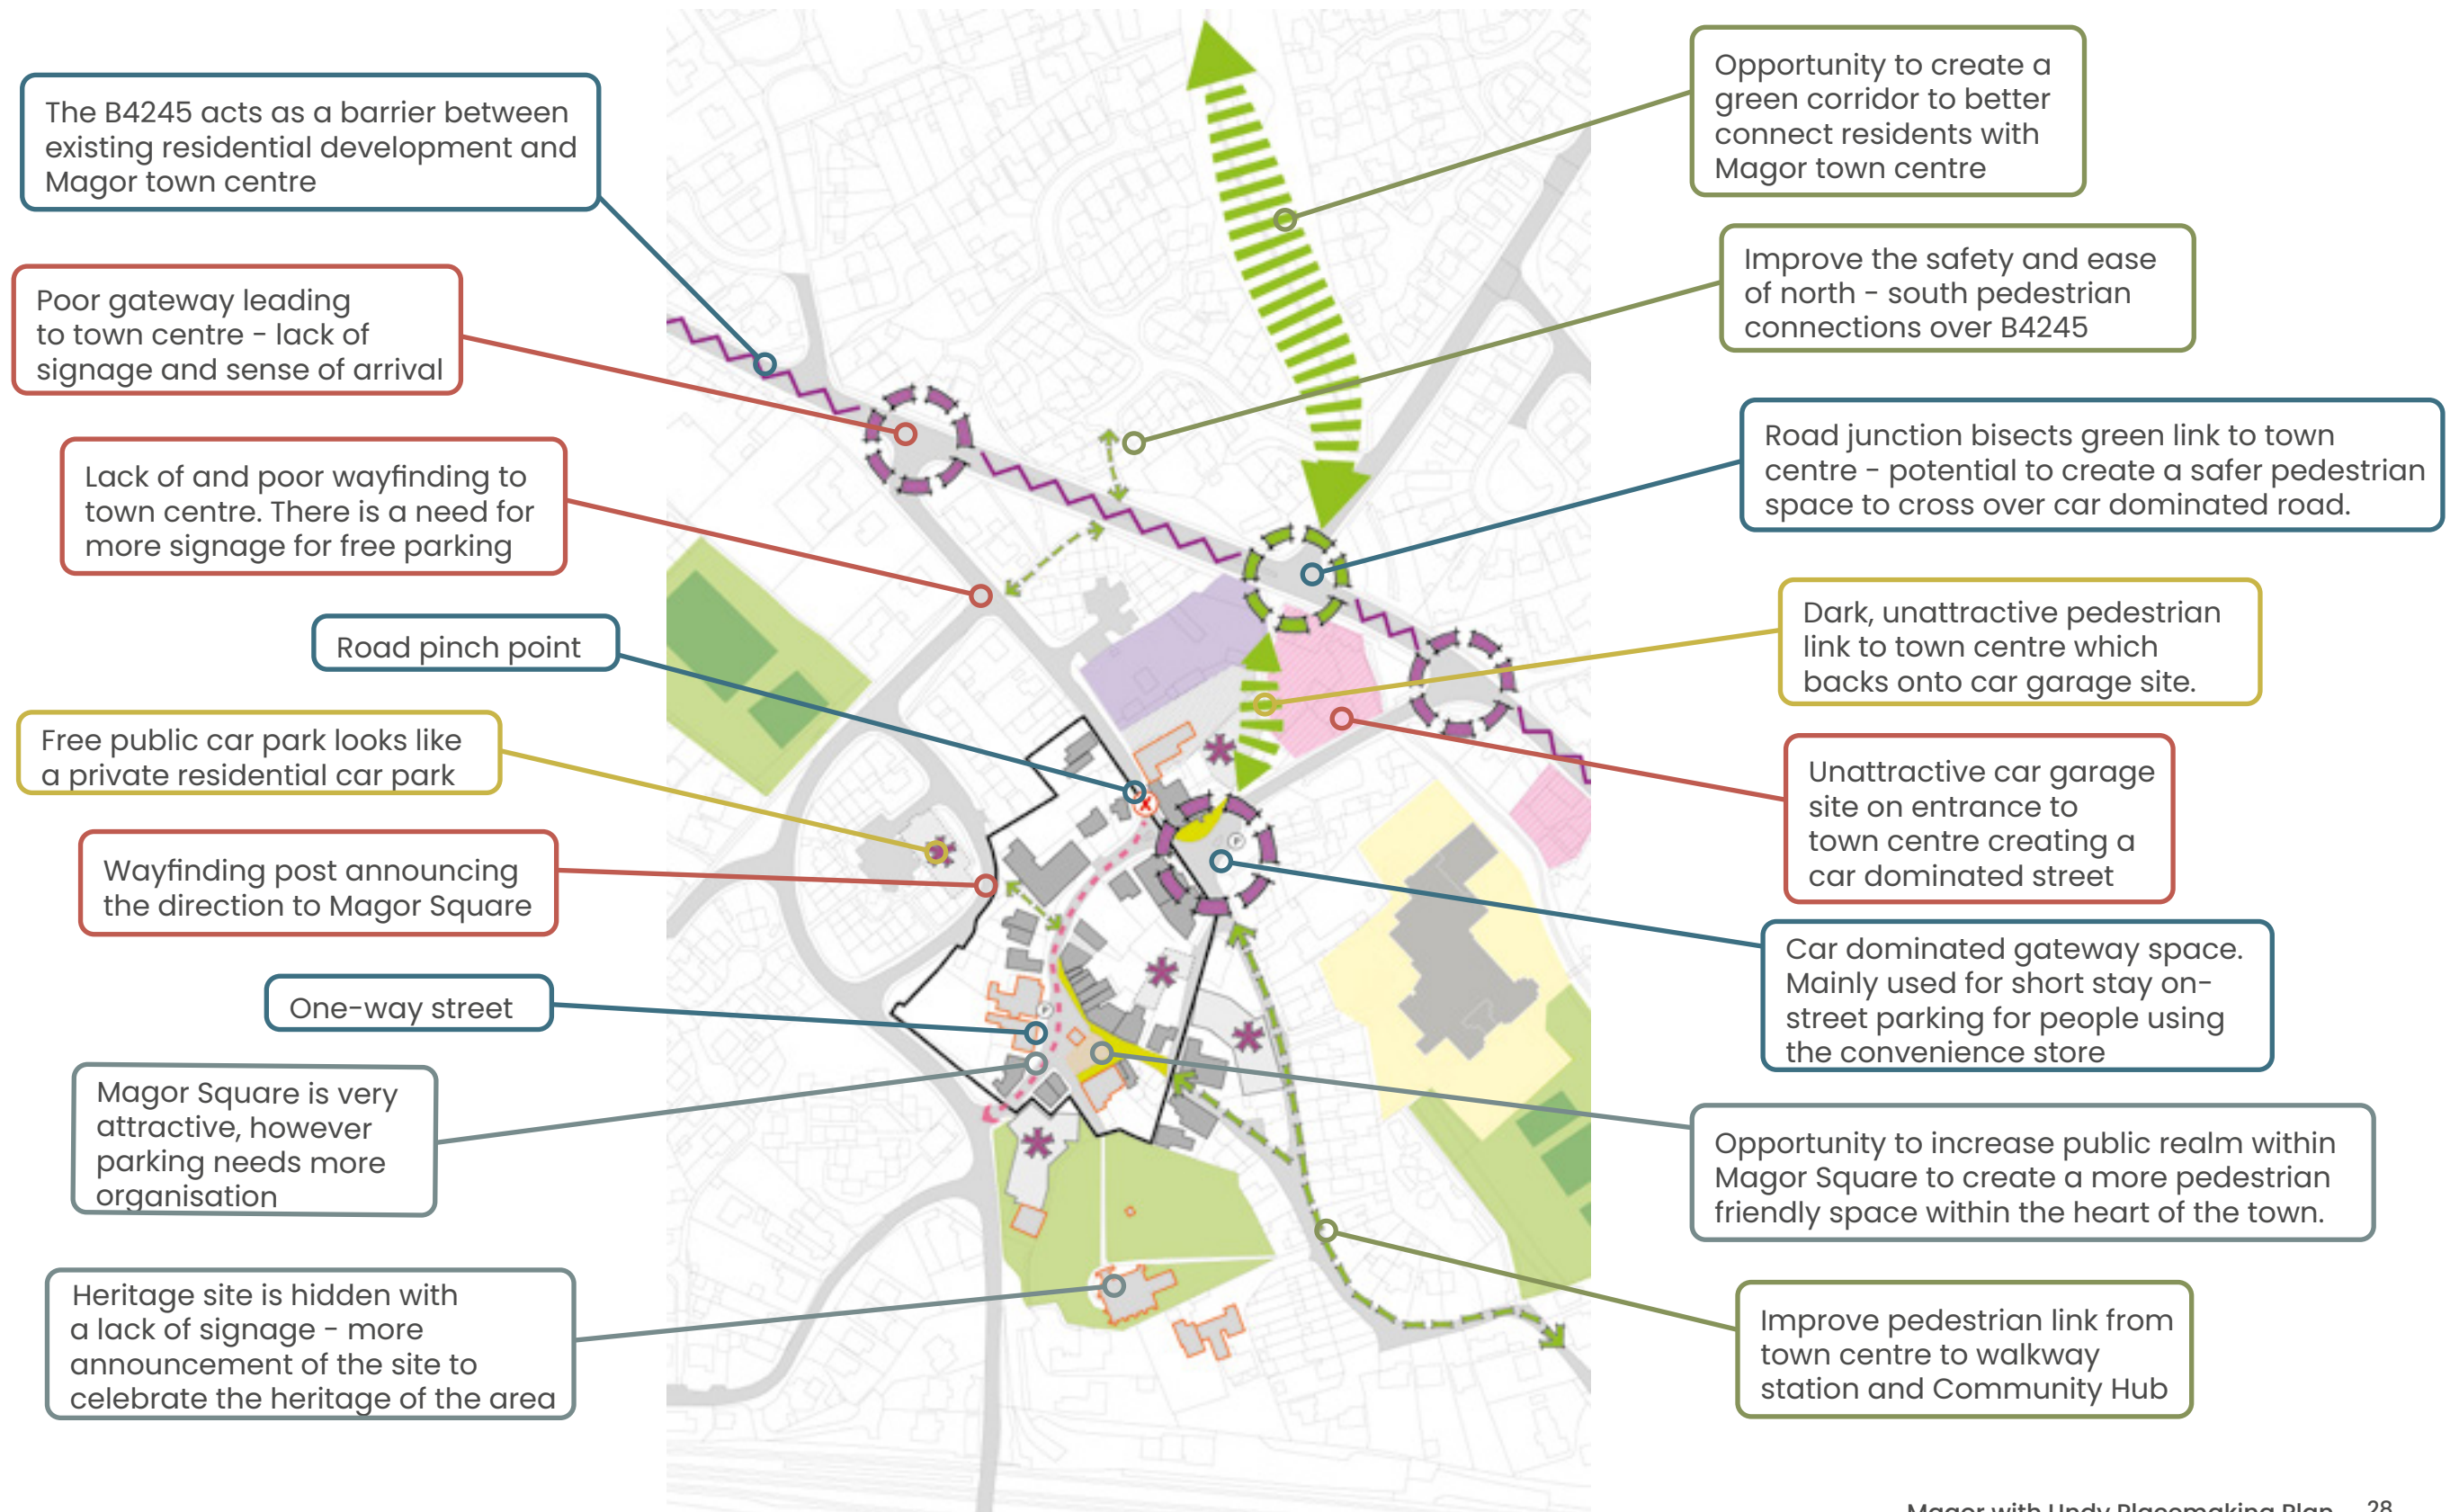 The B4245 acts as a barrier between
existing residential development and
Magor town centre
Poor gateway leading
to town centre - lack of
signage and sense of arrival
Lack of and poor wayfinding to
town centre. There is a need for
more signage for free parking
Road pinch point
Free public car park looks like
a private residential car park
Wayfinding post announcing
the direction to Magor Square
One-way street
Magor Square is very
attractive, however
parking needs more
organisation
Heritage site is hidden with
a lack of signage - more
announcement of the site to
celebrate the heritage of the area
P
P
Opportunity to create a
green corridor to better
connect residents with
Magor town centre
Improve the safety and ease
of north - south pedestrian
connections over B4245
Road junction bisects green link to town
centre - potential to create a safer pedestrian
space to cross over car dominated road.
Dark, unattractive pedestrian
link to town centre which
backs onto car garage site.
Unattractive car garage
site on entrance to
town centre creating a
car dominated street
Car dominated gateway space.
Mainly used for short stay on-
street parking for people using
the convenience store
Opportunity to increase public realm within
Magor Square to create a more pedestrian
friendly space within the heart of the town.
Improve pedestrian link from
town centre to walkway
station and Community Hub
Magor with Undy Placemaking Plan 28